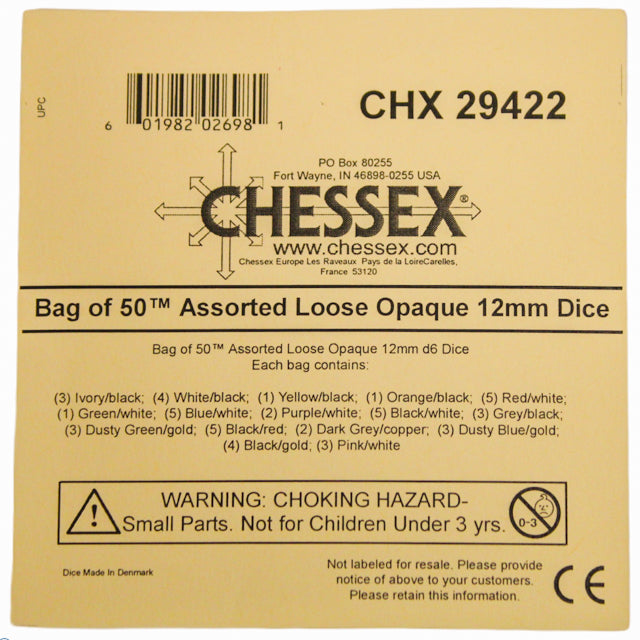 UPC
6 01982 02698 1
CHX 29422
PO Box 80255
Fort Wayne, IN 46898-0255 USA
CHESSEX®
www.chessex.com
Chessex Europe Les Raveaux Pays de la LoireCarelles,
France 53120
Bag of 50™ Assorted Loose Opaque 12mm Dice
Bag of 50™ Assorted Loose Opaque 12mm d6 Dice
Each bag contains:
(3) Ivory/black; (4) White/black; (1) Yellow/black; (1) Orange/black; (5) Red/white;
(1) Green/white; (5) Blue/white; (2) Purple/white; (5) Black/white; (3) Grey/black;
(3) Dusty Green/gold; (5) Black/red; (2) Dark Grey/copper; (3) Dusty Blue/gold;
(4) Black/gold; (3) Pink/white
WARNING: CHOKING HAZARD-
Small Parts. Not for Children Under 3 yrs.
0-3
Dice Made In Denmark
Not labeled for resale. Please provide
notice of above to your customers.
Please retain this information.
CE